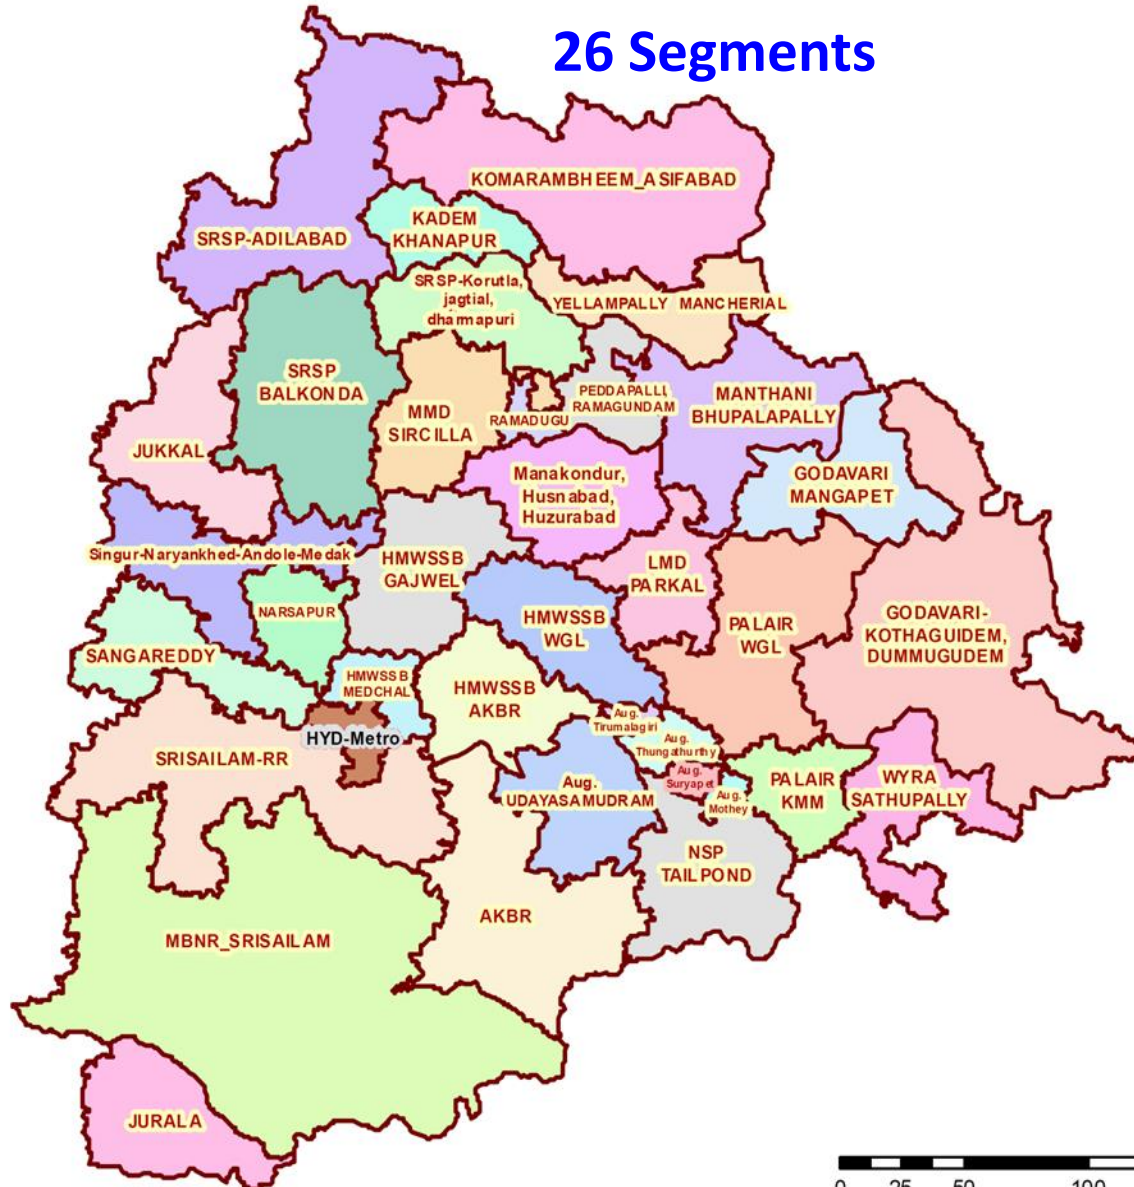 26 Segments
KOMARAMBHEEM_ASIFABAD
KADEM
KHANAPUR
SRSP-ADILABAD
SRSP-Korutla,
jagtial,
dharmapuri
YELLAMPALLY MANCHERIAL
SRSP
BALKONDA
MMD
SIRCILLA
RAMADUGU
PEDDAPALLI,
RAMAGUNDAM
MANTHANI
BHUPALAPALLY
JUKKAL
Manakondur,
Husnabad,
Huzurabad
GODAVARI
MANGAPET
Singur-Naryankhed-Andole-Medak
HMWSSB
GAJWEL
LMD
PARKAL
NARSAPUR
HMWSSB
WGL
PALAIR
WGL
GODAVARI-
KOTHAGUIDEM,
DUMMUGUDEM
SANGAREDDY
HMWSSB
MEDCHAL
HMWSSB
AKBR
Aug.
Tirumalagiri
HYD-Metro
Aug.
Thungathurthy
SRISAILAM-RR
Aug.
UDAYASAMUDRAM
Aug.
Suryapet
Aug.
Mothey
PALAIR
KMM
WYRA
SATHUPALLY
NSP
TAILPOND
AKBR
MBNR_SRISAILAM
JURALA
0 25 50 100